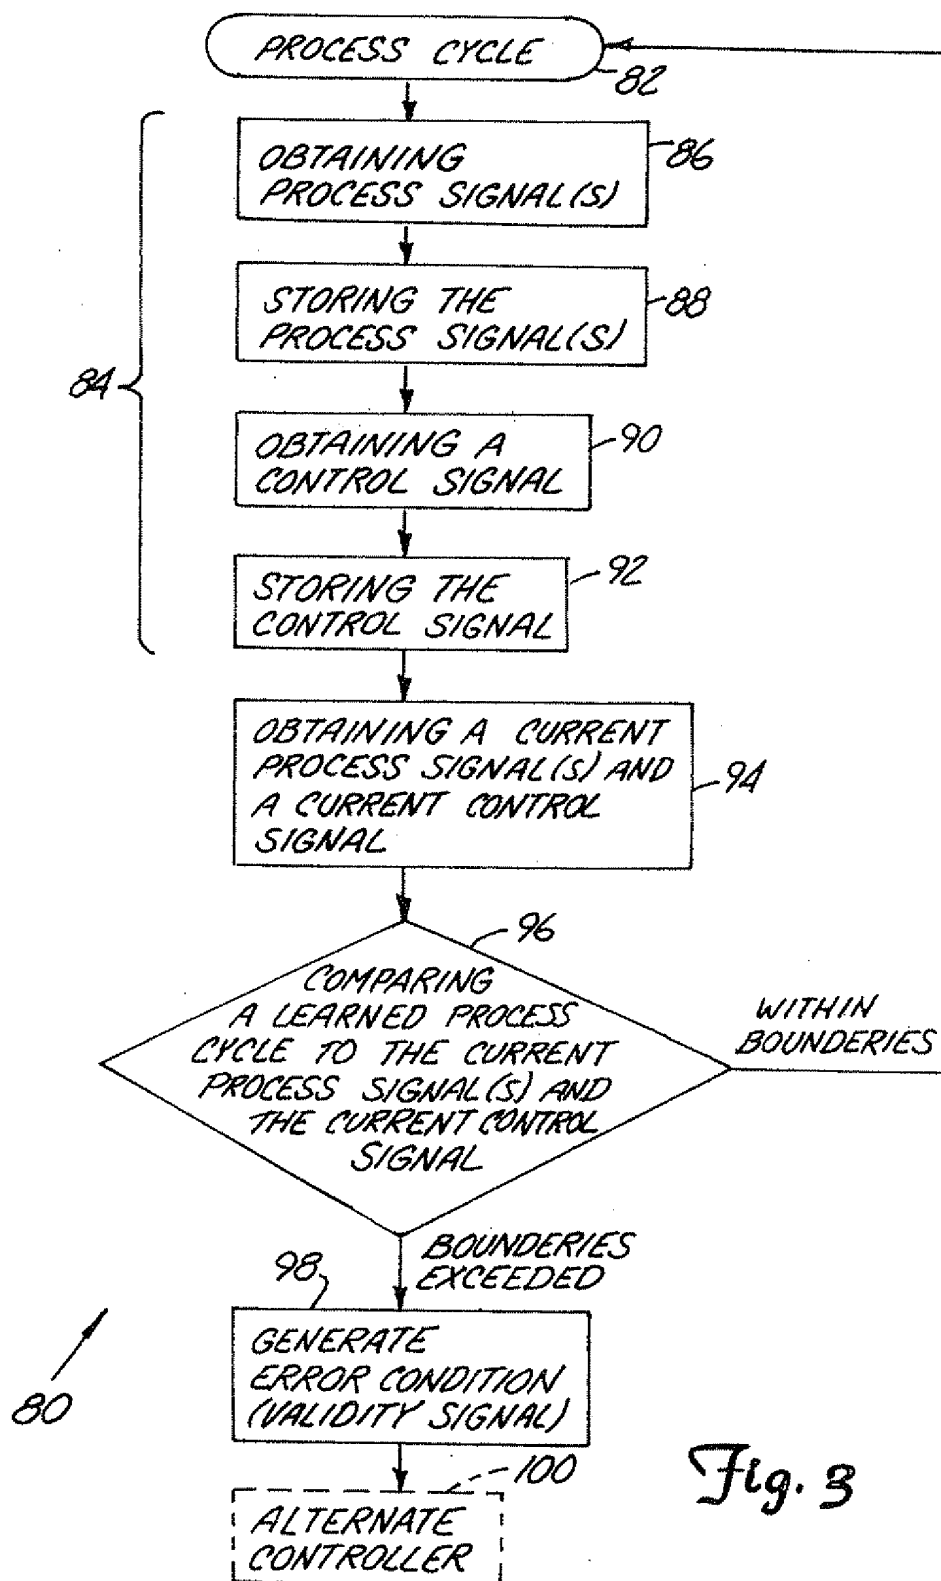 PROCESS CYCLE
82
OBTAINING
PROCESS SIGNAL(S)
86
STORING THE
PROCESS SIGNAL(S)
88
84
OBTAINING A
CONTROL SIGNAL
90
STORING THE
CONTROL SIGNAL
92
OBTAINING A CURRENT
PROCESS SIGNAL(S) AND
A CURRENT CONTROL
SIGNAL
94
96
COMPARING
A LEARNED PROCESS
CYCLE TO THE CURRENT
PROCESS SIGNAL(S) AND
THE CURRENT CONTROL
SIGNAL
WITHIN
BOUNDERIES
BOUNDERIES
EXCEEDED
98
GENERATE
ERROR CONDITION
(VALIDITY SIGNAL)
80
100
ALTERNATE
CONTROLLER
Fig. 3